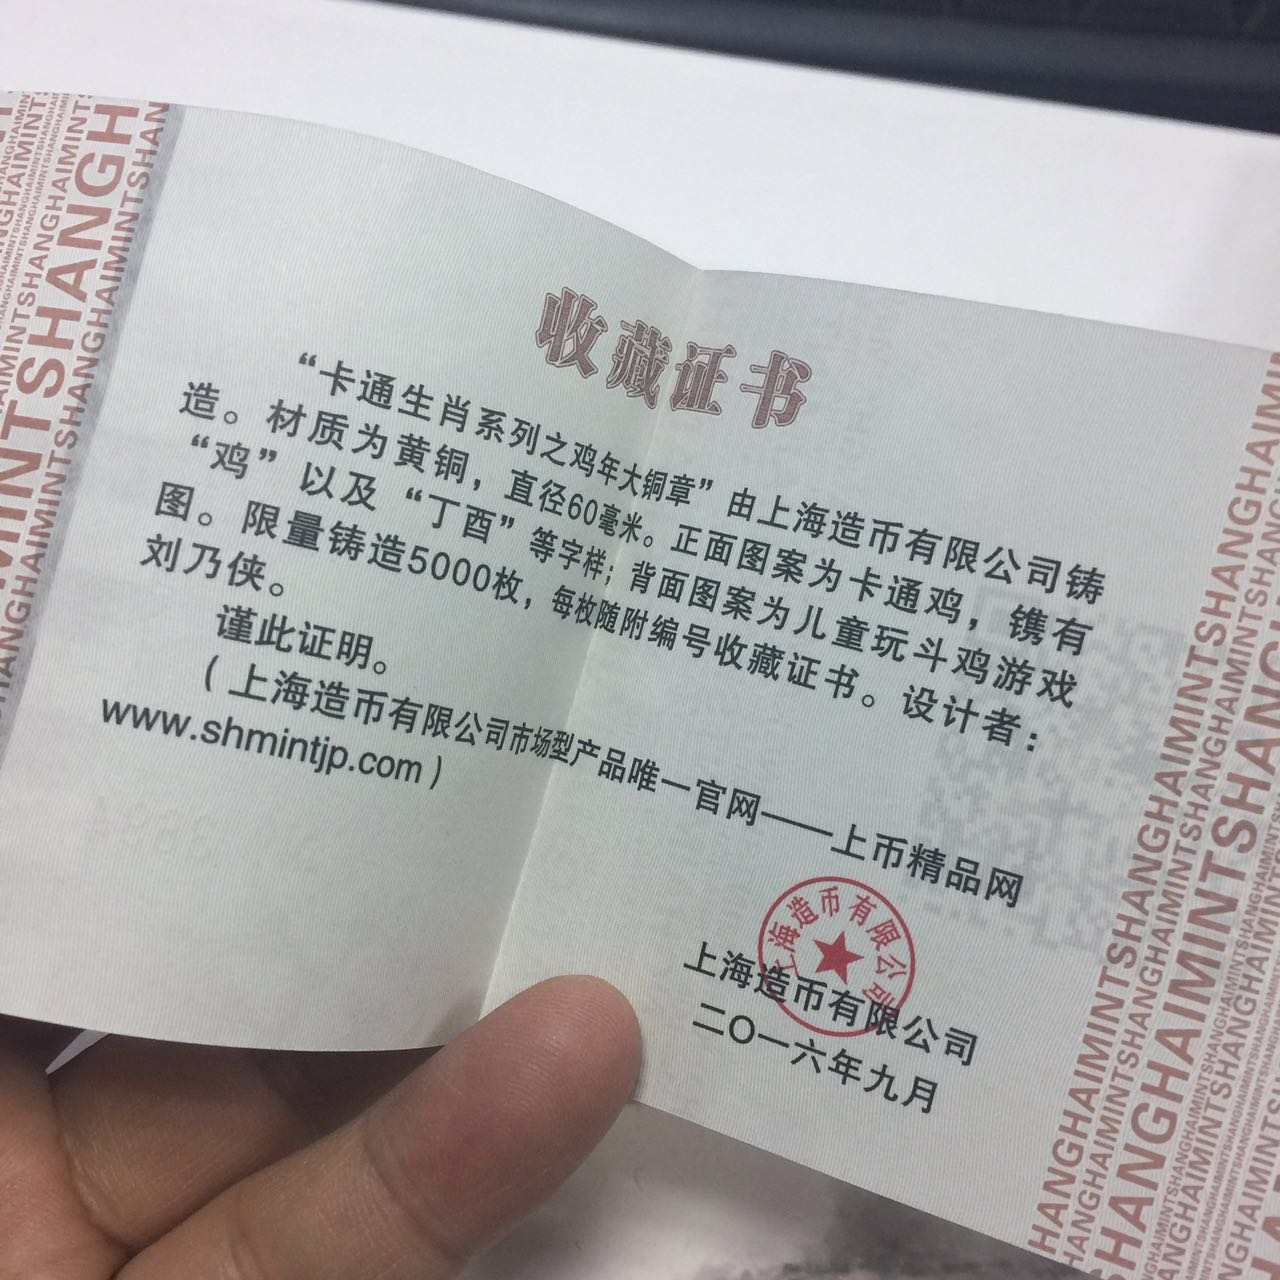 收藏证书
“卡通生肖系列之鸡年大铜章”由上海造币有限公司铸
造。材质为黄铜，直径60毫米。正面图案为卡通鸡，镌有
“鸡”以及“丁酉”等字样；背面图案为儿童玩斗鸡游戏
图。限量铸造5000枚，每枚随附编号收藏证书。设计者：
刘乃侠。
谨此证明。
（上海造币有限公司市场型产品唯一官网——上币精品网
www.shmintjp.com）
上海造币有限公司
上海造币有限公司
二〇一六年九月
SHANGHAIMINTSHANGHAIMINT
MINTSHANGH
SHANGHAIMINTSHAN
SHANGHAIMINTSHANGHAIMINT
HANGHAIMINTSHANGHAIMINTSHANGHAIM
SHANGHAIMINTSHANGHAIMINT